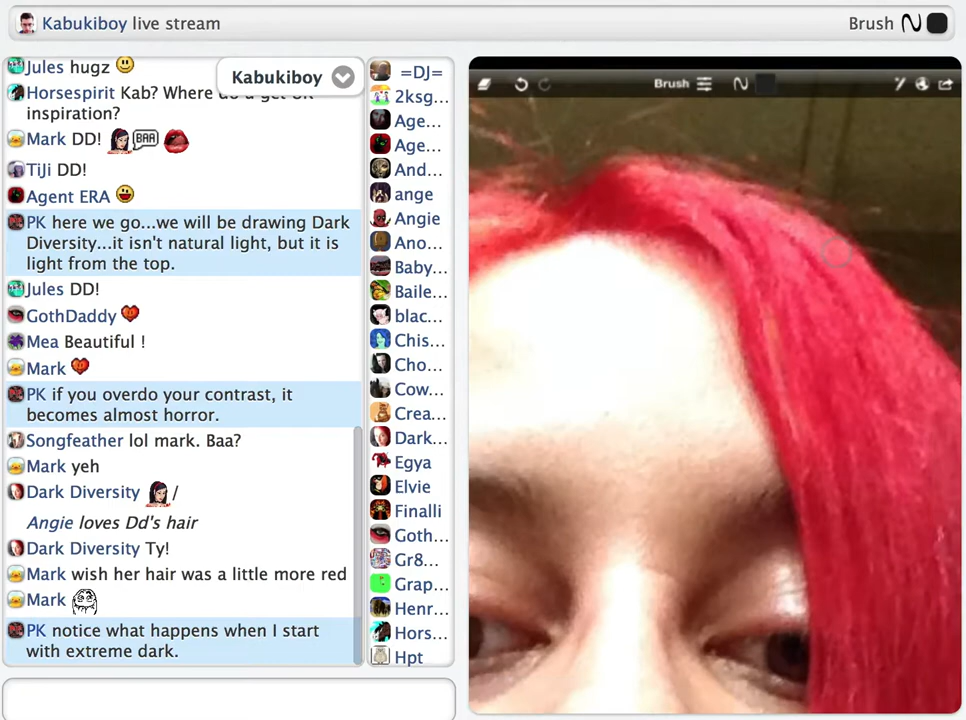 Kabukiboy live stream
Brush
Jules hugz
Kabukiboy
Horsespirit Kab? Where do u get UR
inspiration?
Mark DD! BAA
TiJi DD!
Agent ERA
PK here we go...we will be drawing Dark
Diversity...it isn't natural light, but it is
light from the top.
Jules DD!
GothDaddy
Mea Beautiful !
Mark
PK if you overdo your contrast, it
becomes almost horror.
Songfeather lol mark. Baa?
Mark yeh
Dark Diversity /
Angie loves Dd's hair
Dark Diversity Ty!
Mark wish her hair was a little more red
Mark
PK notice what happens when I start
with extreme dark.
=DJ=
2ksg...
Age...
Age...
And...
ange
Angie
Ano...
Baby...
Baile...
blac...
Chis...
Cho...
Cow...
Crea...
Dark...
Egya
Elvie
Finalli
Goth...
Gr8...
Grap...
Henr...
Hors...
Hpt
Brush